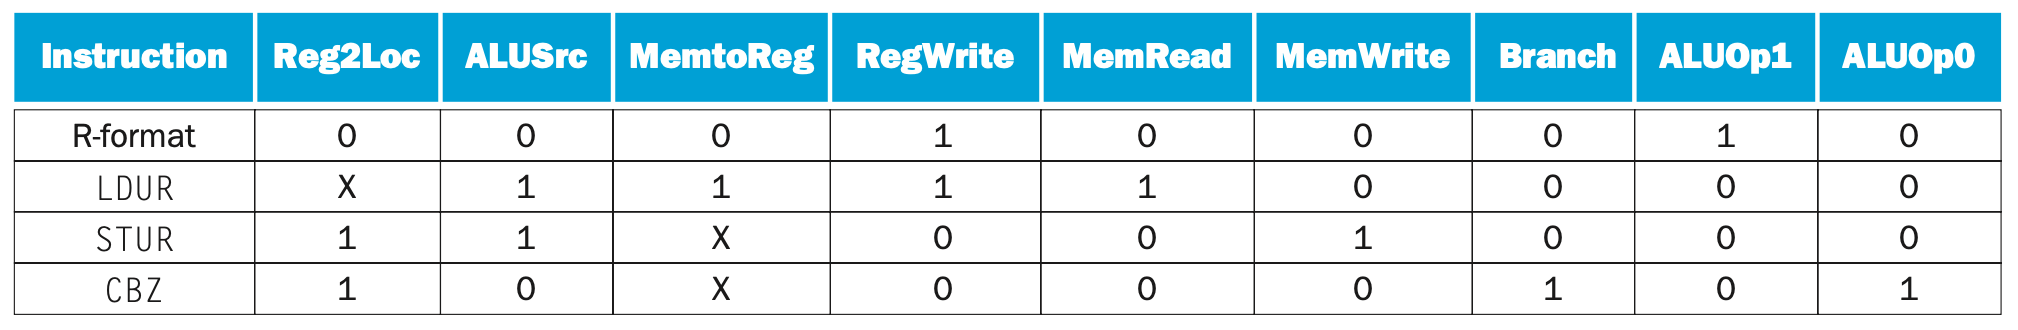 Instruction Reg2Loc ALUSrc MemtoReg RegWrite MemRead MemWrite Branch ALUOp1 ALUOp0
R-format 0 0 0 1 0 0 0 1 0
LDUR X 1 1 1 1 0 0 0 0
STUR 1 1 X 0 0 1 0 0 0
CBZ 1 0 X 0 0 0 1 0 1